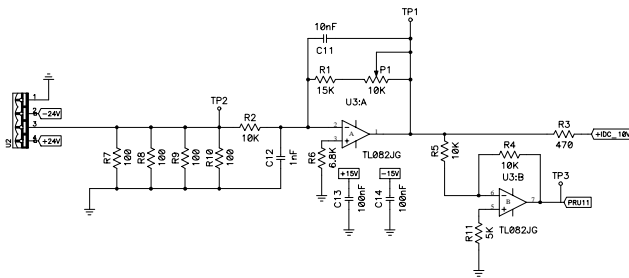 TP1
10nF
C11
R1
15K
P1
10K
U3:A
TP2
R2
10K
1
2
-24V
3
4
+24V
U2
R7
100
R8
100
R9
100
R10
100
C12
1nF
2
3
A
1
TL082JG
R6
6.8K
+15V
-15V
C13
100nF
C14
100nF
R3
470
+IDC_10V
R5
10K
R4
10K
U3:B
TP3
6
5
B
7
PRU11
R11
5K
TL082JG